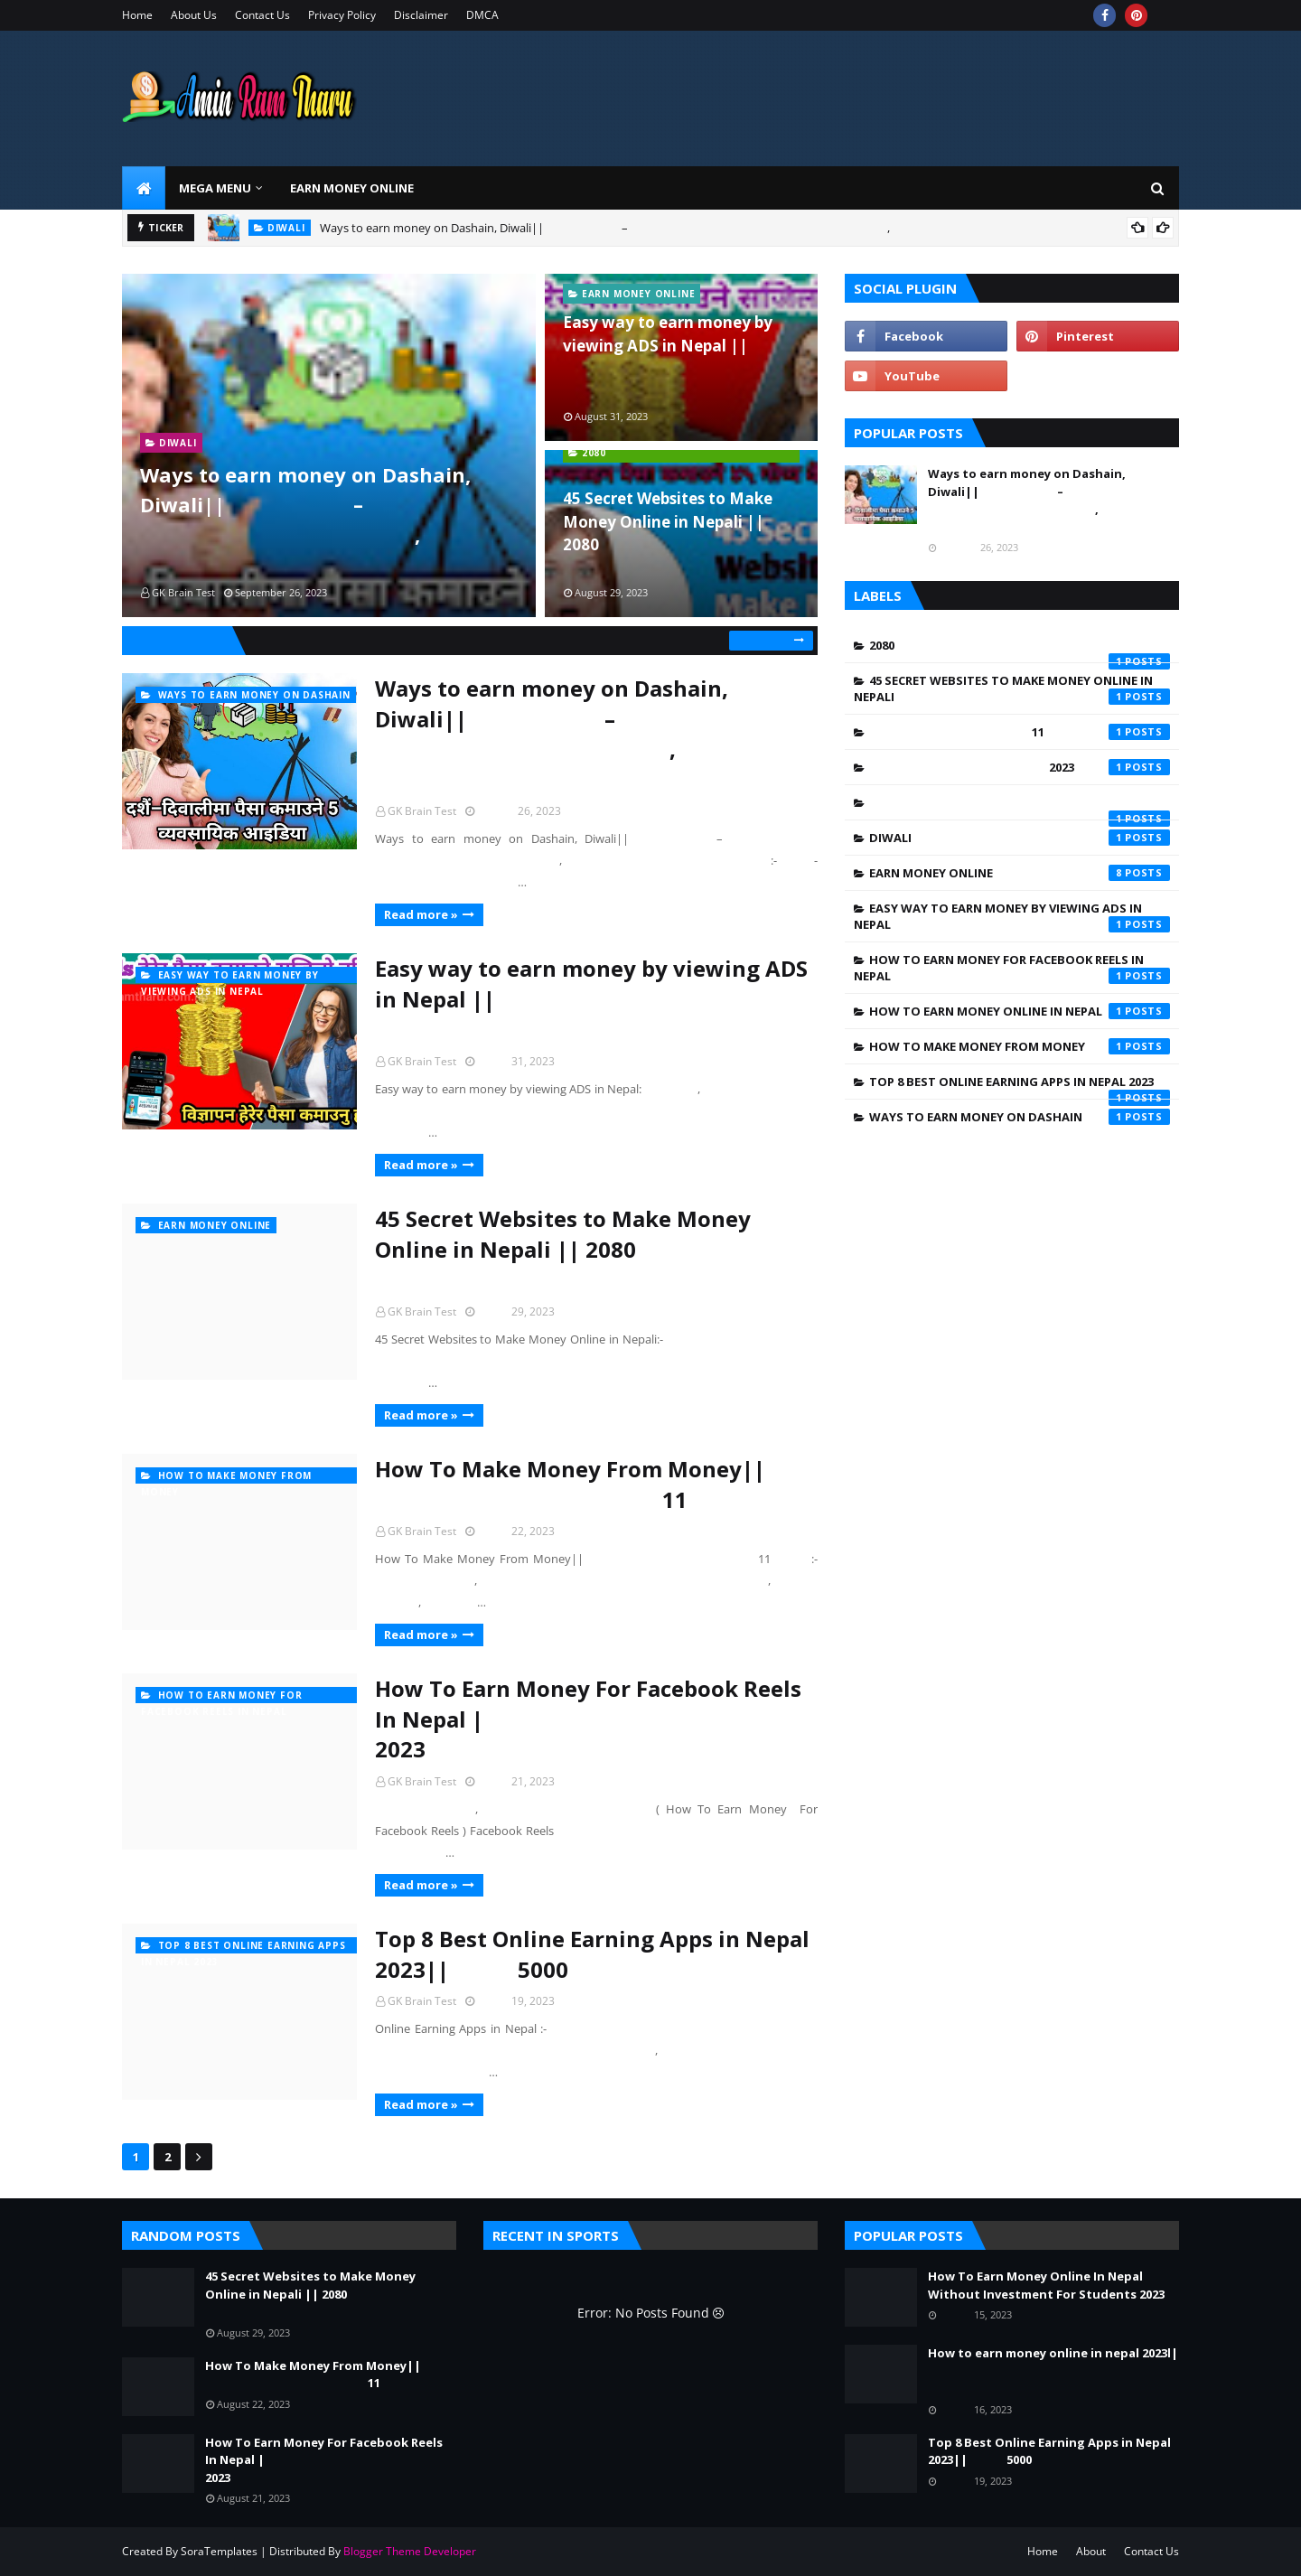 Home About Us Contact Us Privacy Policy Disclaimer DMCA
Amin Ram Tharu
MEGA MENU EARN MONEY ONLINE
TICKER DIWALI Ways to earn money on Dashain, Diwali|| – ,
DIWALI
Ways to earn money on Dashain,
Diwali|| –
,
GK Brain Test September 26, 2023
EARN MONEY ONLINE
Easy way to earn money by
viewing ADS in Nepal ||
August 31, 2023
2080
45 Secret Websites to Make
Money Online in Nepali ||
2080
August 29, 2023
WAYS TO EARN MONEY ON DASHAIN
दशैं-दिवालीमा पैसा कमाउने 5
व्यवसायिक आइडिया
Ways to earn money on Dashain,
Diwali|| –
,
GK Brain Test 26, 2023
Ways to earn money on Dashain, Diwali|| –
, :- -
...
Read more »
EASY WAY TO EARN MONEY BY
VIEWING ADS IN NEPAL
विज्ञापन हेरेर पैसा कमाउनु
Easy way to earn money by viewing ADS
in Nepal ||
GK Brain Test 31, 2023
Easy way to earn money by viewing ADS in Nepal: ,
...
Read more »
EARN MONEY ONLINE
45 Secret Websites to Make Money
Online in Nepali || 2080
GK Brain Test 29, 2023
45 Secret Websites to Make Money Online in Nepali:-
...
Read more »
HOW TO MAKE MONEY FROM
How To Make Money From Money||
11
GK Brain Test 22, 2023
How To Make Money From Money|| 11 :-
, ,
, ...
Read more »
HOW TO EARN MONEY FOR
How To Earn Money For Facebook Reels
In Nepal |
2023
GK Brain Test 21, 2023
, ( How To Earn Money For
Facebook Reels ) Facebook Reels
...
Read more »
TOP 8 BEST ONLINE EARNING APPS
Top 8 Best Online Earning Apps in Nepal
2023|| 5000
GK Brain Test 19, 2023
Online Earning Apps in Nepal :-
,
...
Read more »
1 2
SOCIAL PLUGIN
Facebook Pinterest
YouTube
POPULAR POSTS
Ways to earn money on Dashain,
Diwali|| –
,
26, 2023
LABELS
2080
1 POSTS
45 SECRET WEBSITES TO MAKE MONEY ONLINE IN
NEPALI 1 POSTS
11 1 POSTS
2023 1 POSTS
1 POSTS
DIWALI 1 POSTS
EARN MONEY ONLINE 8 POSTS
EASY WAY TO EARN MONEY BY VIEWING ADS IN
NEPAL 1 POSTS
HOW TO EARN MONEY FOR FACEBOOK REELS IN
NEPAL 1 POSTS
HOW TO EARN MONEY ONLINE IN NEPAL 1 POSTS
HOW TO MAKE MONEY FROM MONEY 1 POSTS
TOP 8 BEST ONLINE EARNING APPS IN NEPAL 2023
1 POSTS
WAYS TO EARN MONEY ON DASHAIN 1 POSTS
RANDOM POSTS
45 Secret Websites to Make Money
Online in Nepali || 2080
August 29, 2023
How To Make Money From Money||
11
August 22, 2023
How To Earn Money For Facebook Reels
In Nepal |
2023
August 21, 2023
RECENT IN SPORTS
Error: No Posts Found
POPULAR POSTS
How To Earn Money Online In Nepal
Without Investment For Students 2023
15, 2023
How to earn money online in nepal 2023l|
16, 2023
Top 8 Best Online Earning Apps in Nepal
2023|| 5000
19, 2023
Created By SoraTemplates | Distributed By Blogger Theme Developer
Home About Contact Us